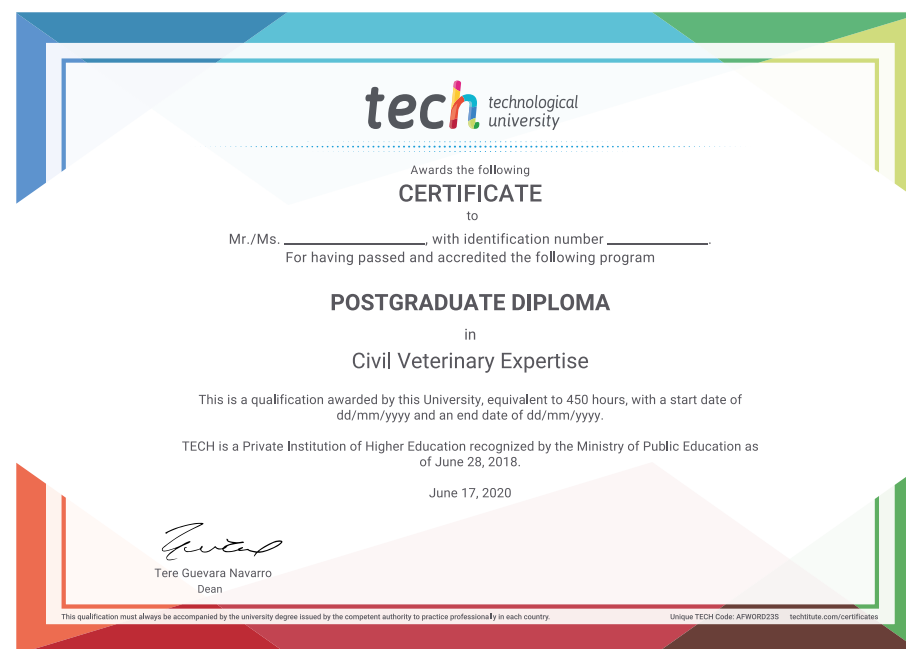 tech technological
university
Awards the following
CERTIFICATE
to
Mr./Ms. ____________, with identification number ____________.
For having passed and accredited the following program
POSTGRADUATE DIPLOMA
in
Civil Veterinary Expertise
This is a qualification awarded by this University, equivalent to 450 hours, with a start date of
dd/mm/yyyy and an end date of dd/mm/yyyy.
TECH is a Private Institution of Higher Education recognized by the Ministry of Public Education as
of June 28, 2018.
June 17, 2020
Tere Guevara Navarro
Dean
This qualification must always be accompanied by the university degree issued by the competent authority to practice professionally in each country.
Unique TECH Code: AFWORD23S techtitute.com/certificates